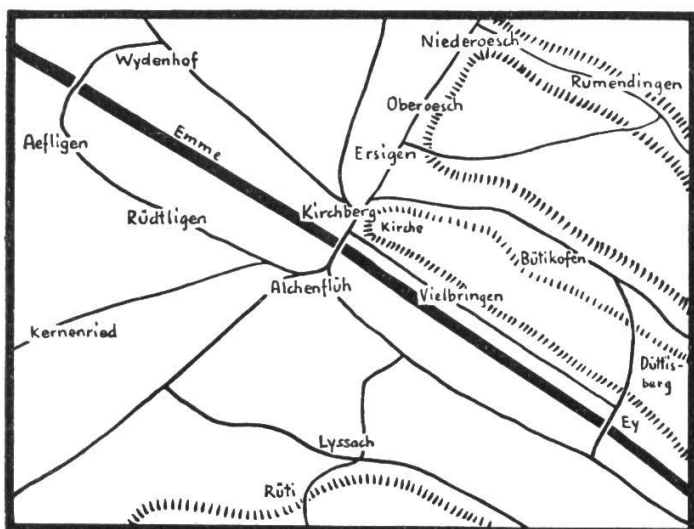 Niederoesch
Wydenhof
Rumendingen
Oberoesch
Emme
Aefligen
Ersigen
Rüdtligen
Kirchberg
Kirche
Bütikofen
Alchenflüh
Vielbringen
Kernenried
Düttis-
berg
Ey
Lyssach
Rüti